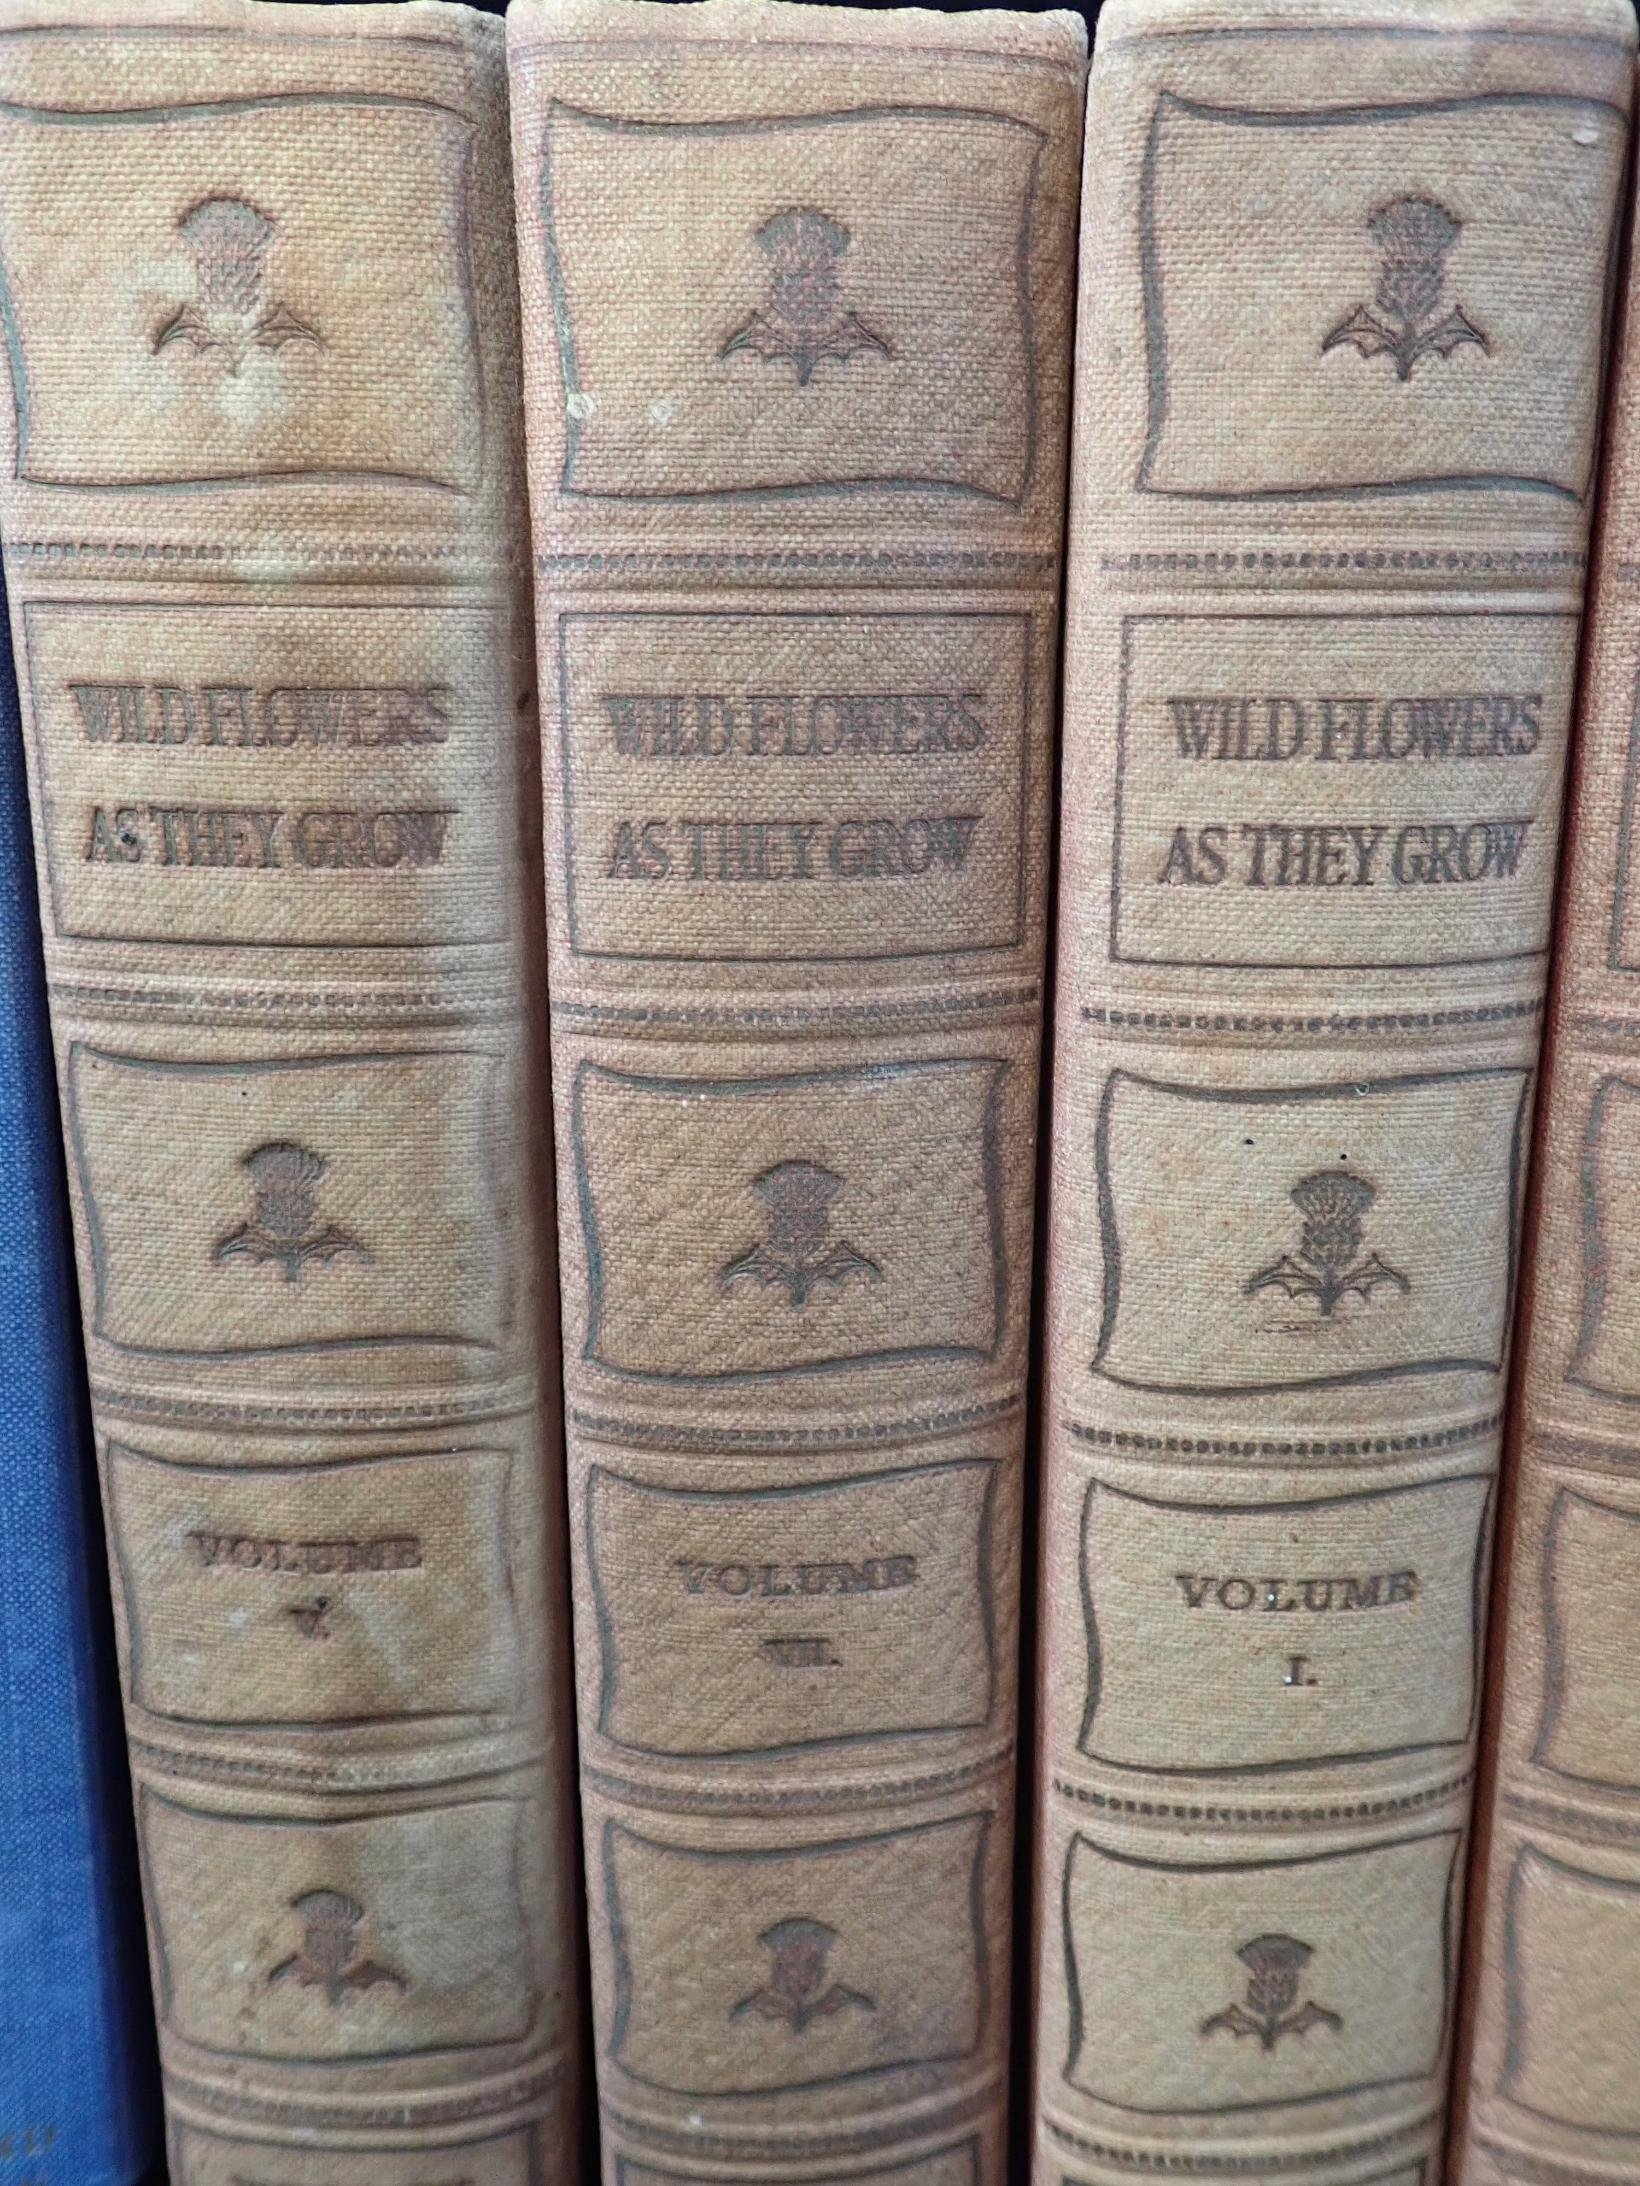 WILD FLOWERS
AS THEY GROW
VOLUME
V.
WILD FLOWERS
AS THEY GROW
VOLUME
VII.
WILD FLOWERS
AS THEY GROW
VOLUME
I.